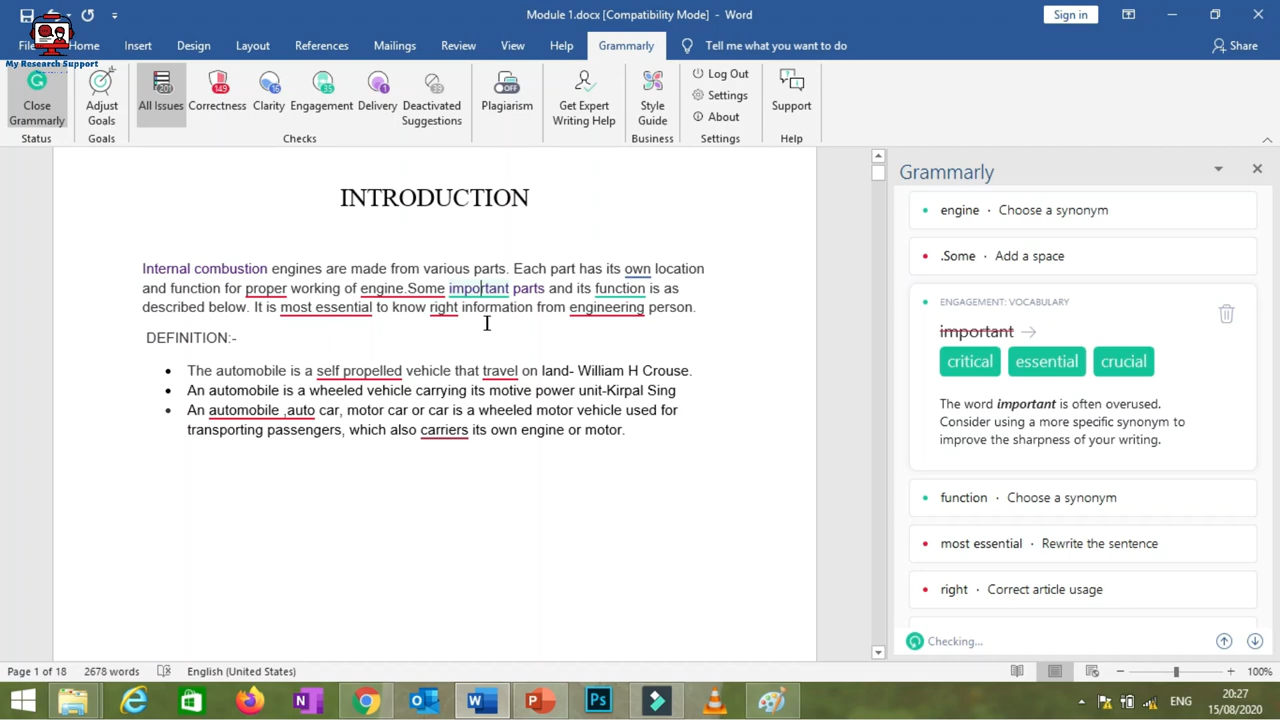 Module 1.docx [Compatibility Mode] - Word
Sign in
My Research Support
File Home Insert Design Layout References Mailings Review View Help Grammarly Tell me what you want to do Share
Close Grammarly
Adjust Goals
All Issues
Correctness 149
Clarity
Engagement 35
Delivery 1
Deactivated Suggestions
OFF
Plagiarism
Get Expert Writing Help
Style Guide
Log Out
Settings
About
Support
Status Goals Checks Business Settings Help
INTRODUCTION
Internal combustion engines are made from various parts. Each part has its own location
and function for proper working of engine.Some important parts and its function is as
described below. It is most essential to know right information from engineering person.
DEFINITION:-
• The automobile is a self propelled vehicle that travel on land- William H Crouse.
• An automobile is a wheeled vehicle carrying its motive power unit-Kirpal Sing
• An automobile ,auto car, motor car or car is a wheeled motor vehicle used for
transporting passengers, which also carriers its own engine or motor.
Grammarly
engine · Choose a synonym
.Some · Add a space
ENGAGEMENT: VOCABULARY
important →
critical essential crucial
The word important is often overused.
Consider using a more specific synonym to
improve the sharpness of your writing.
function · Choose a synonym
most essential · Rewrite the sentence
right · Correct article usage
Checking...
Page 1 of 18 2678 words English (United States) 100%
ENG
20:27
15/08/2020